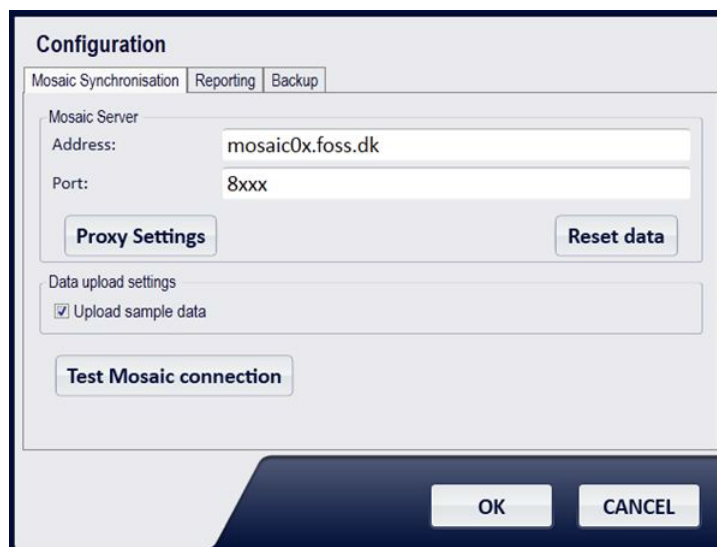 Configuration
Mosaic Synchronisation Reporting Backup
Mosaic Server
Address: mosaic0x.foss.dk
Port: 8xxx
Proxy Settings Reset data
Data upload settings
Upload sample data
Test Mosaic connection
OK CANCEL